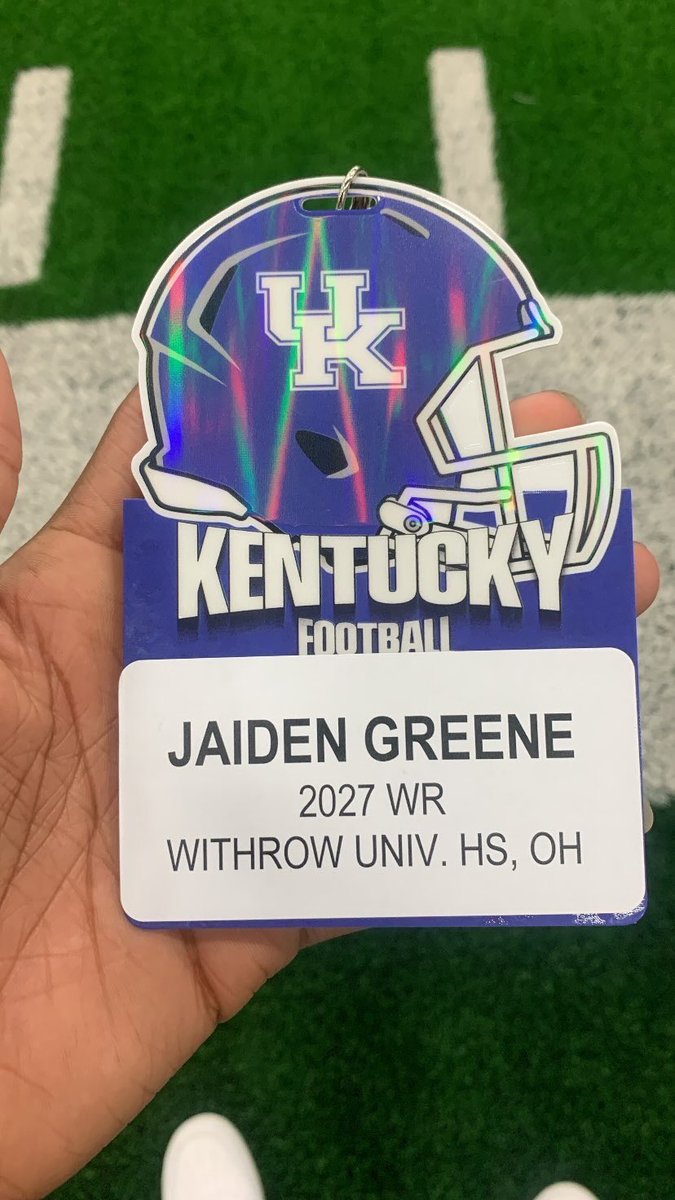 UK
KENTUCKY
FOOTBALL
JAIDEN GREENE
2027 WR
WITHROW UNIV. HS, OH